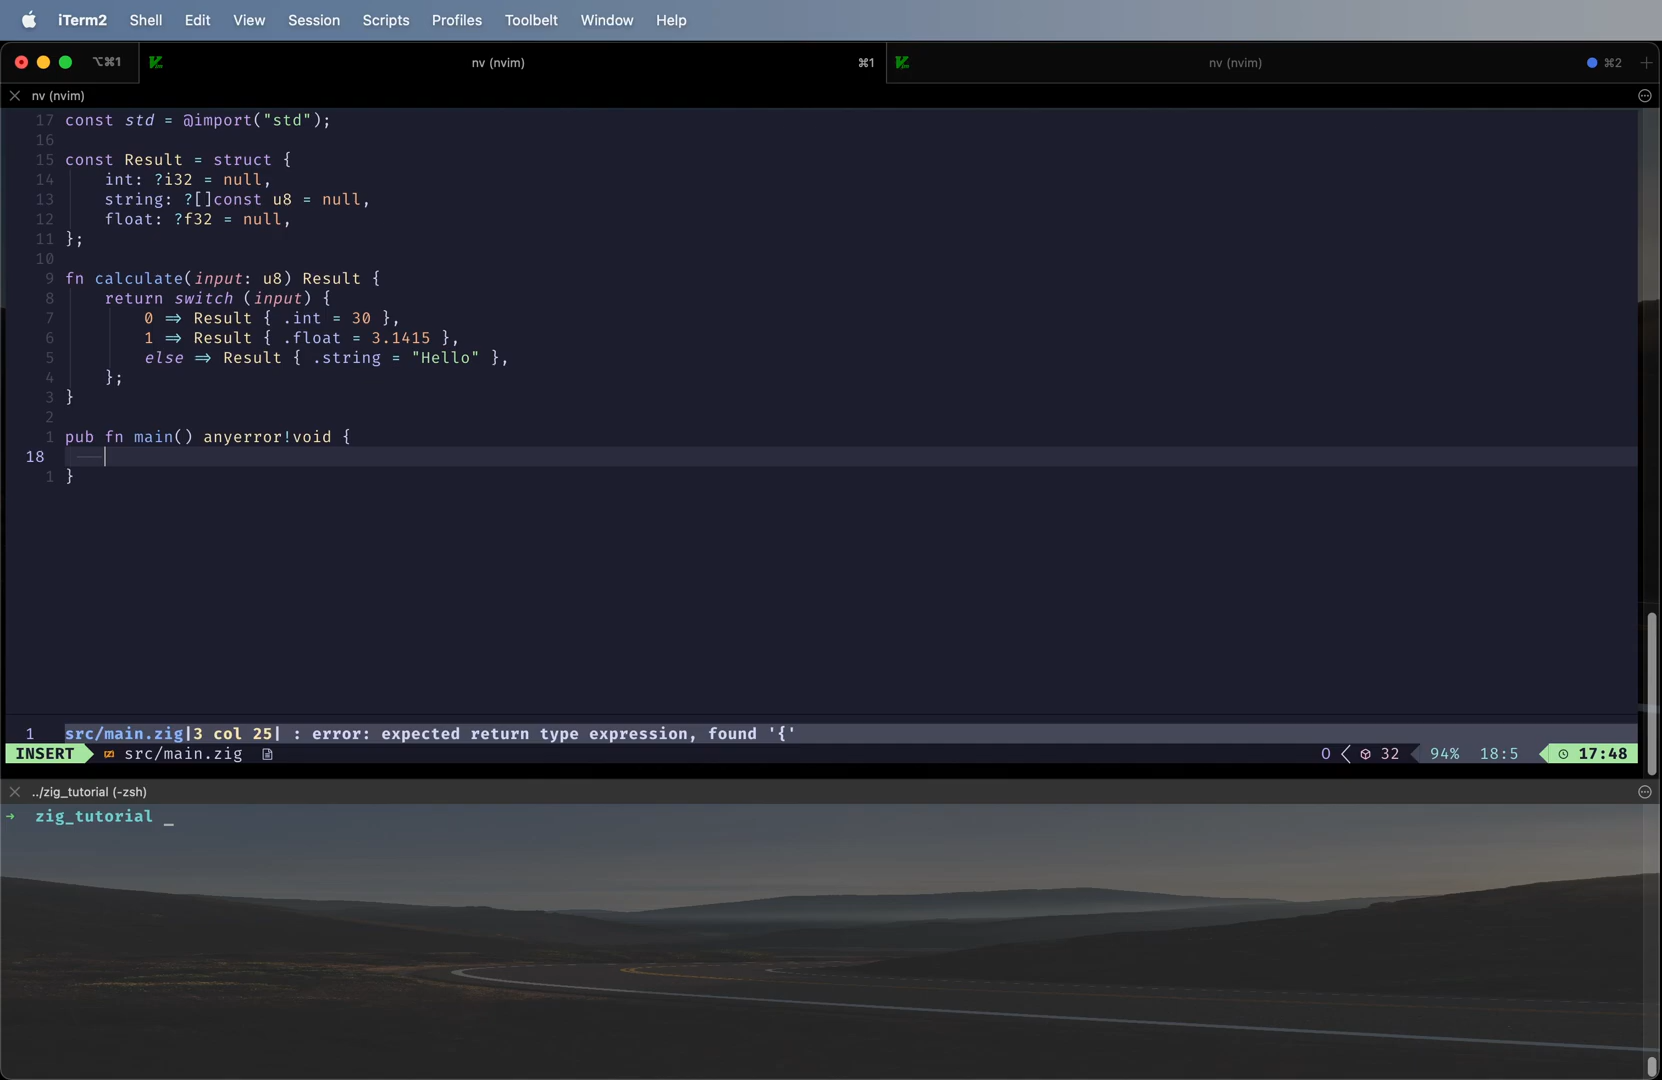 iTerm2 Shell Edit View Session Scripts Profiles Toolbelt Window Help
⌥⌘1 nv (nvim) ⌘1 nv (nvim) ⌘2
nv (nvim)
17 const std = @import("std");
16
15 const Result = struct {
14 int: ?i32 = null,
13 string: ?[]const u8 = null,
12 float: ?f32 = null,
11 };
10
9 fn calculate(input: u8) Result {
8 return switch (input) {
7 0 => Result { .int = 30 },
6 1 => Result { .float = 3.1415 },
5 else => Result { .string = "Hello" },
4 };
3 }
2
1 pub fn main() anyerror!void {
18
1 }
1 src/main.zig|3 col 25| : error: expected return type expression, found '{'
INSERT src/main.zig O 32 94% 18:5 17:48
../zig_tutorial (-zsh)
→ zig_tutorial _